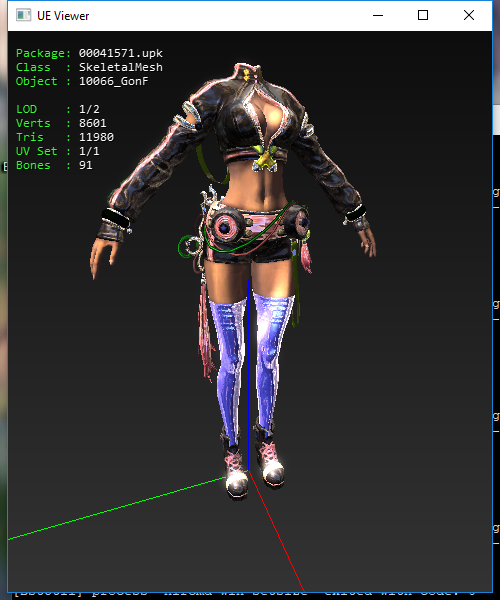 UE Viewer
Package: 00041571.upk
Class : SkeletalMesh
Object : 10066_GonF
LOD : 1/2
Verts : 8601
Tris : 11980
UV Set : 1/1
Bones : 91